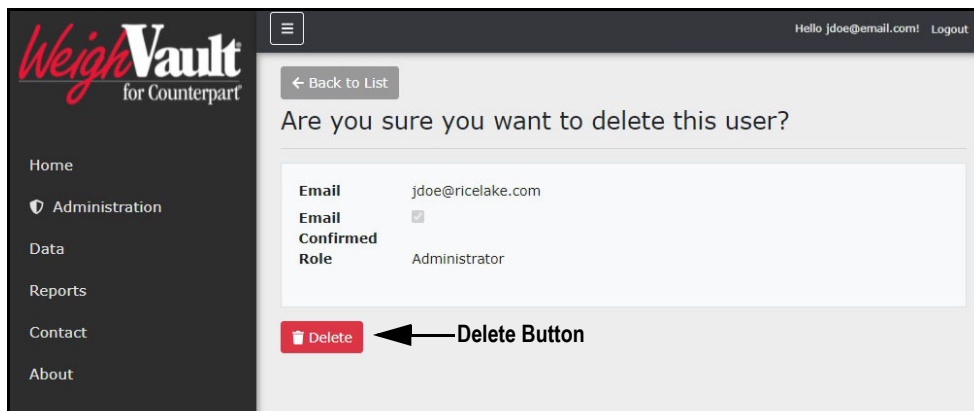 WeighVault
for Counterpart®
Hello jdoe@email.com! Logout
Home
Administration
Data
Reports
Contact
About
← Back to List
Are you sure you want to delete this user?
Email jdoe@ricelake.com
Email
Confirmed
Role Administrator
Delete
Delete Button